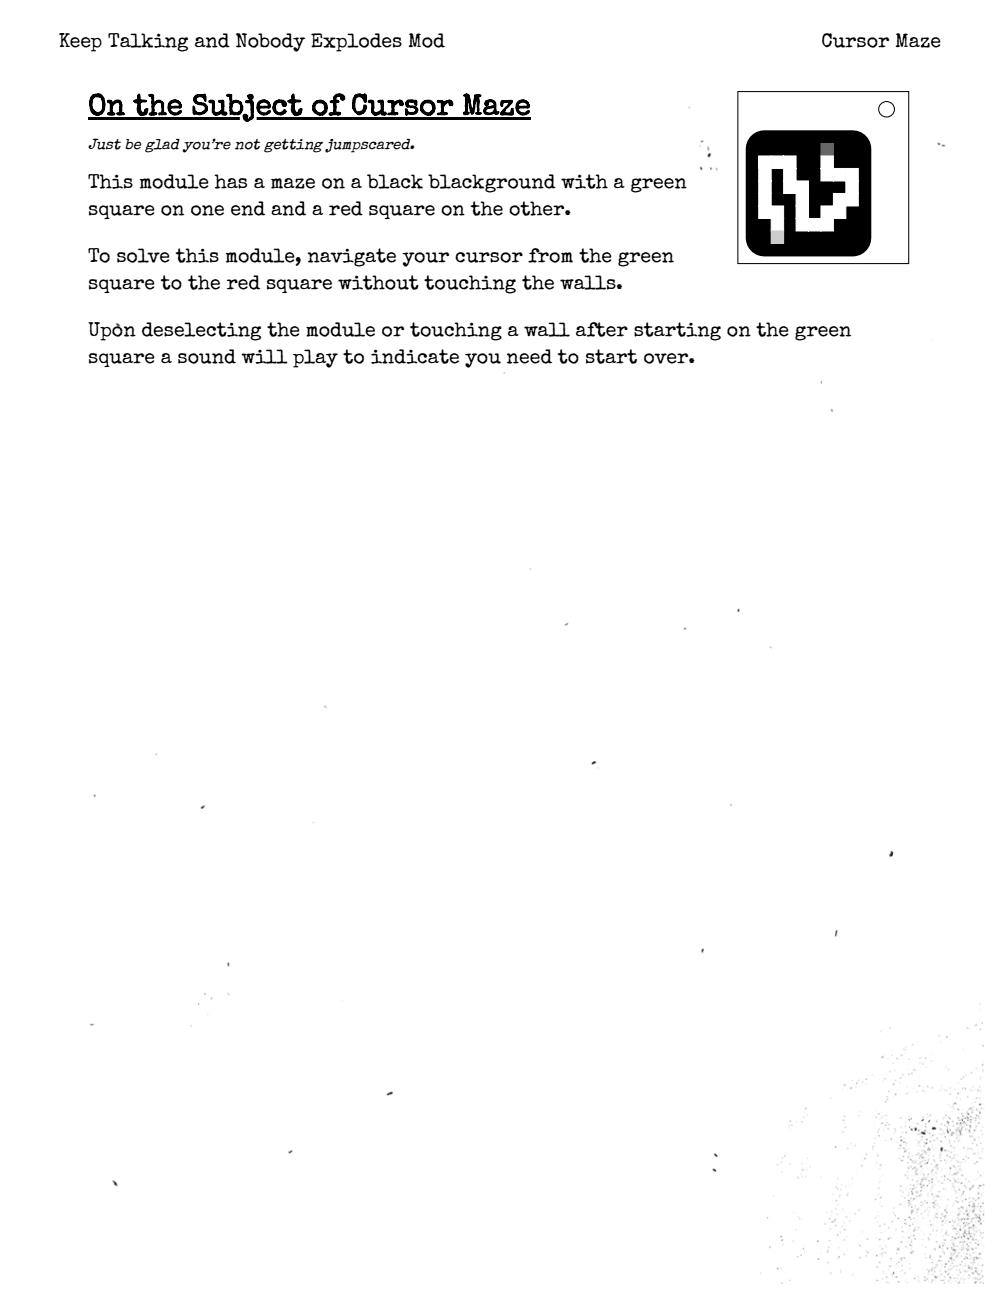 Keep Talking and Nobody Explodes Mod
Cursor Maze
On the Subject of Cursor Maze
Just be glad you're not getting jumpscared.
This module has a maze on a black blackground with a green
square on one end and a red square on the other.
To solve this module, navigate your cursor from the green
square to the red square without touching the walls.
Upon deselecting the module or touching a wall after starting on the green
square a sound will play to indicate you need to start over.